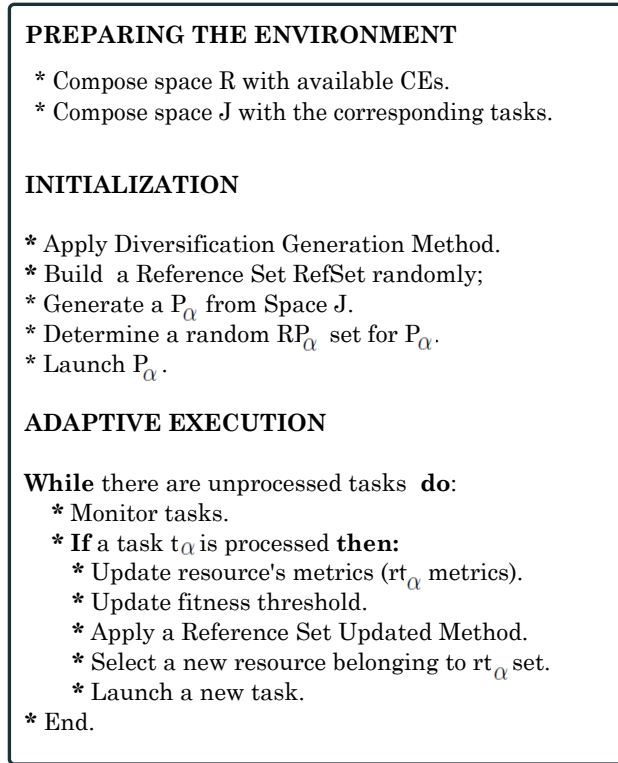 PREPARING THE ENVIRONMENT
* Compose space R with available CEs.
* Compose space J with the corresponding tasks.
INITIALIZATION
* Apply Diversification Generation Method.
* Build a Reference Set RefSet randomly;
* Generate a Pα from Space J.
* Determine a random RPα set for Pα.
* Launch Pα.
ADAPTIVE EXECUTION
While there are unprocessed tasks do:
* Monitor tasks.
* If a task tα is processed then:
* Update resource's metrics (rtα metrics).
* Update fitness threshold.
* Apply a Reference Set Updated Method.
* Select a new resource belonging to rtα set.
* Launch a new task.
* End.